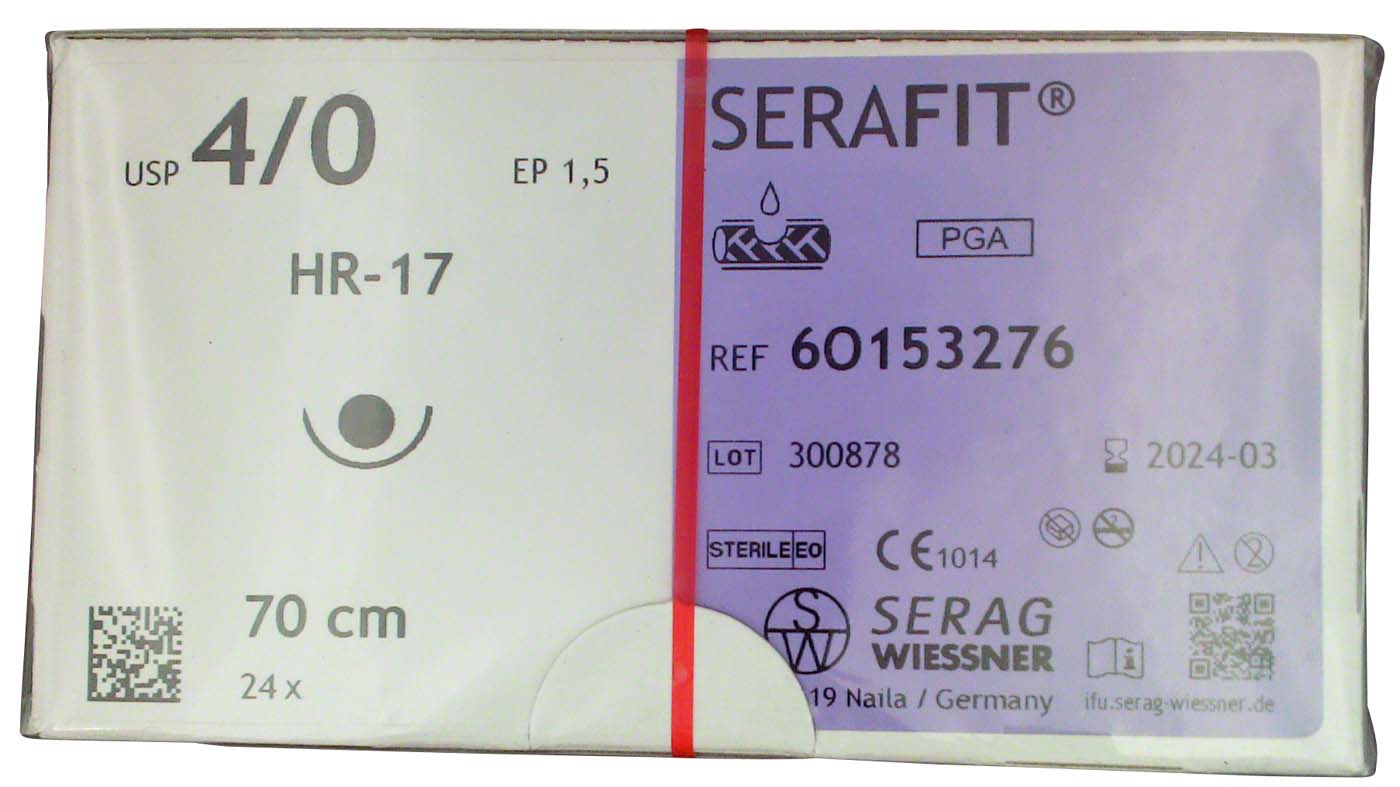 USP 4/0 EP 1,5
HR-17
70 cm
24 x
SERAFIT®
PGA
REF 60153276
LOT 300878 2024-03
STERILE EO CE 1014
SW SERAG
WIESSNER
19 Naila / Germany ifu.serag-wiessner.de